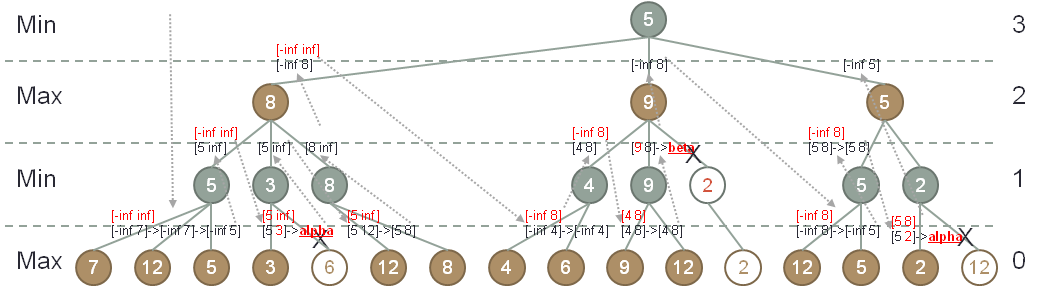 Min 5 3
[-inf inf]
[-inf 8] [-inf 8] [-inf 5]
Max 8 9 5 2
[-inf inf] [-inf 8] [-inf 8]
[5 inf] [5 inf] [8 inf] [4 8] [9 8]->beta [5 8]->[5 8]
X
Min 5 3 8 4 9 2 5 2 1
[-inf inf] [5 inf] [5 inf] [-inf 8] [4 8] [-inf 8] [5 8]
[-inf 7]->[-inf 7]->[-inf 5] [5 3]->alpha [5 12]->[5 8] [-inf 4]->[-inf 4] [4 8]->[4 8] [-inf 8]->[-inf 5] [5 2]->alpha
X X
Max 7 12 5 3 6 12 8 4 6 9 12 2 12 5 2 12 0